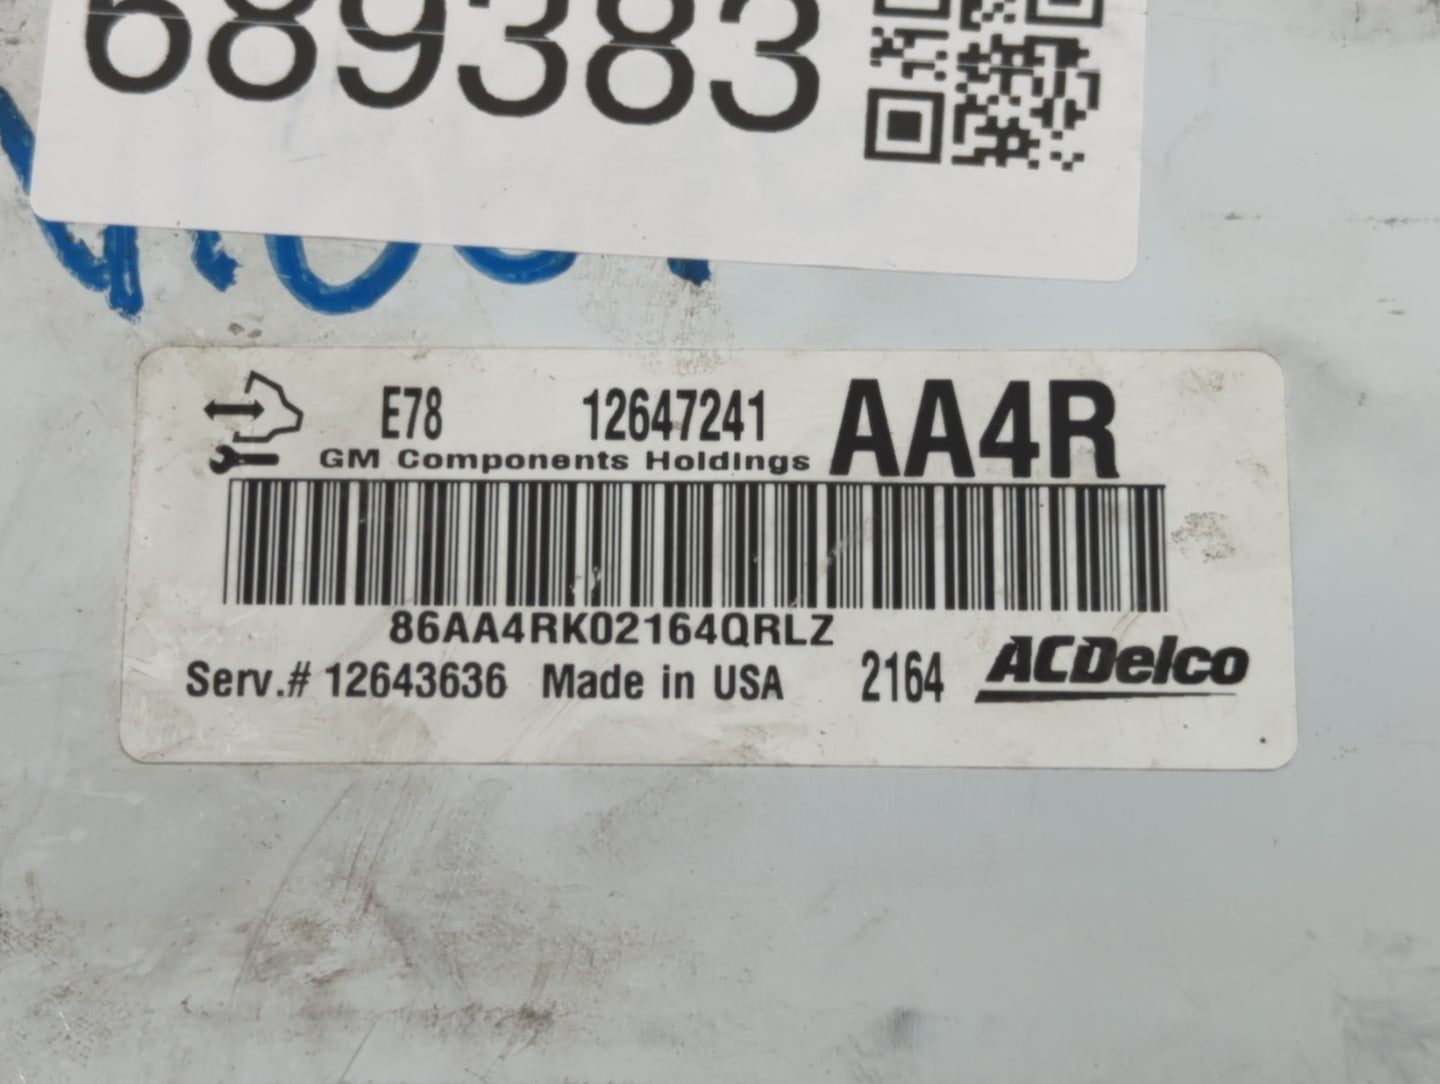 689383
E78 12647241 AA4R
GM Components Holdings
86AA4RK02164QRLZ
Serv.# 12643636 Made in USA 2164 ACDelco